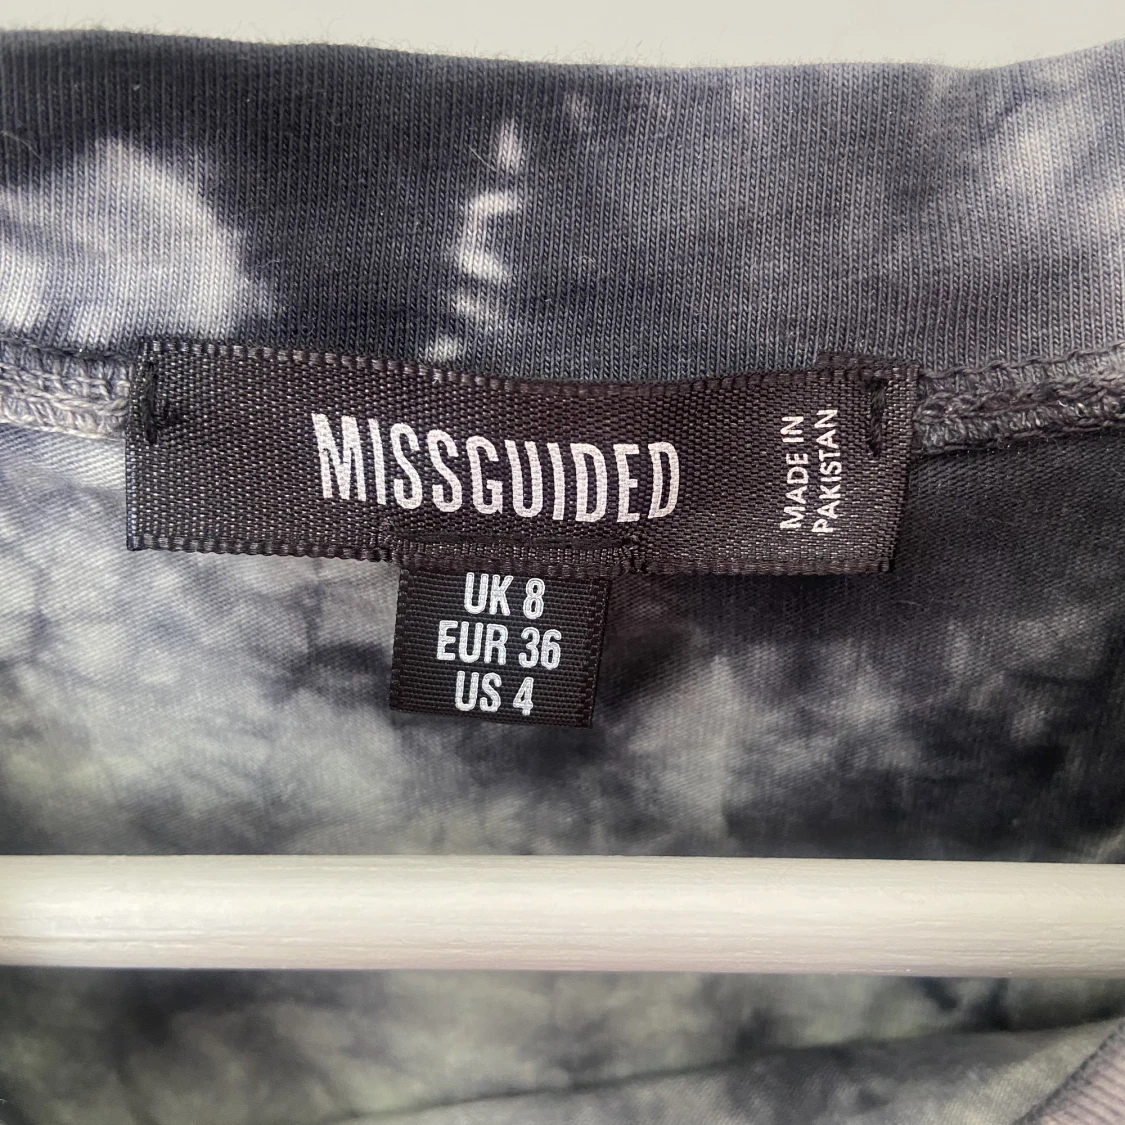 MISSGUIDED
MADE IN
PAKISTAN
UK 8
EUR 36
US 4